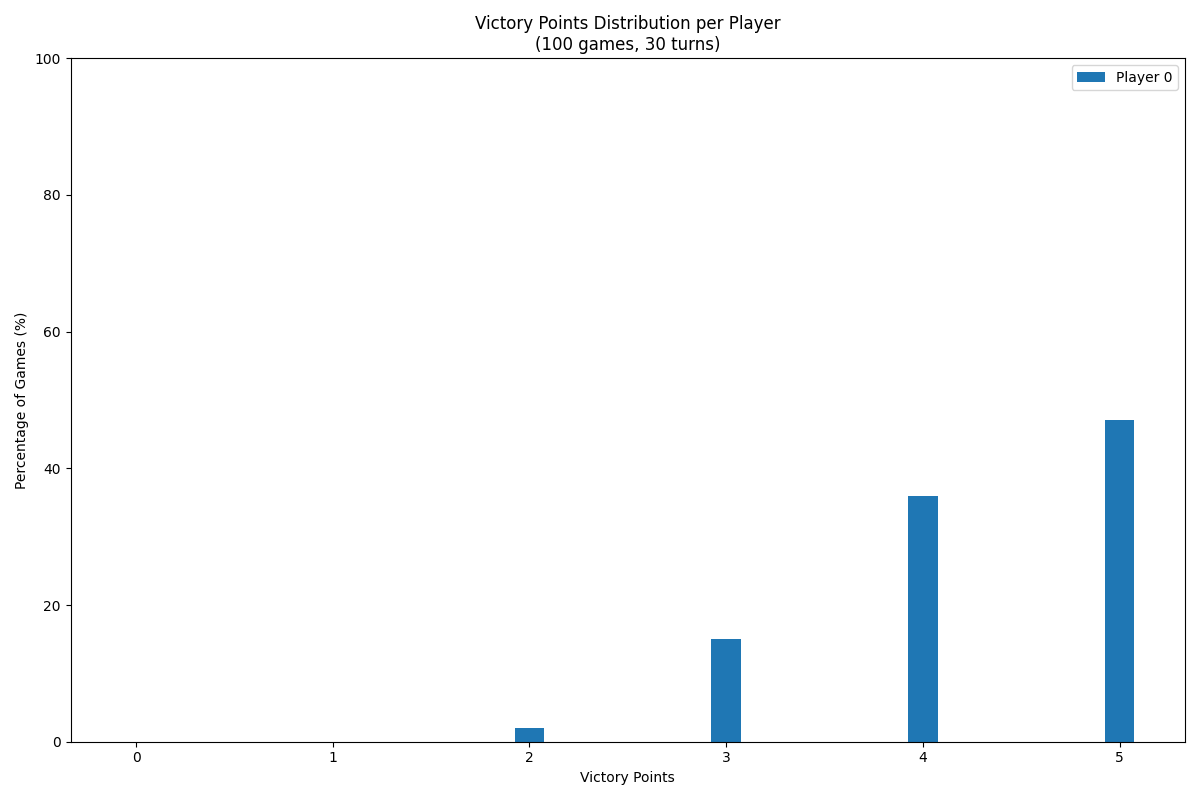 Victory Points Distribution per Player
(100 games, 30 turns)
Player 0
Percentage of Games (%)
100
80
60
40
20
0
0 1 2 3 4 5
Victory Points